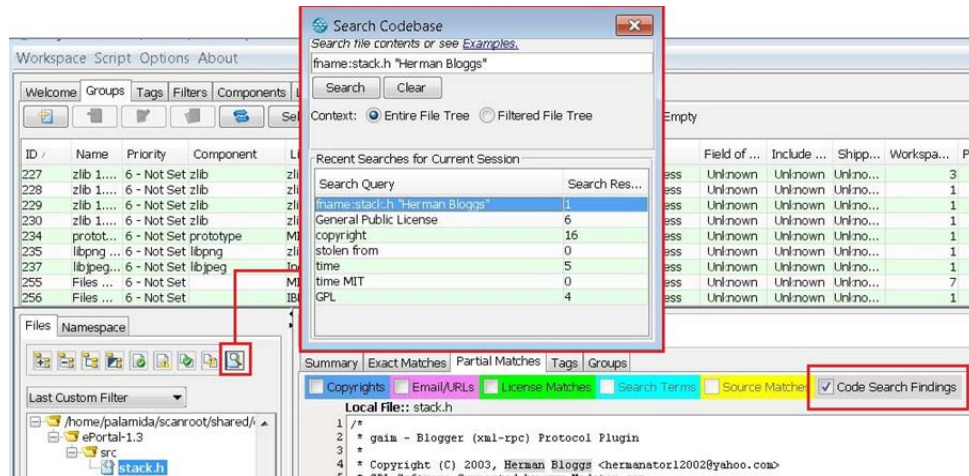 Search Codebase
Search file contents or see Examples.
fname:stack.h "Herman Bloggs"
Search Clear
Context: Entire File Tree Filtered File Tree
Recent Searches for Current Session
Search Query Search Res...
fname:stack.h "Herman Bloggs" 1
General Public License 6
copyright 16
stolen from 0
time 5
time MIT 0
GPL 4
Workspace Script Options About
Welcome Groups Tags Filters Components
Empty
ID Name Priority Component Field of ... Include ... Shipp... Workspa...
227 zlib 1.... 6 - Not Set zlib Unknown Unknown Unkno... 3
228 zlib 1.... 6 - Not Set zlib Unknown Unknown Unkno... 1
229 zlib 1.... 6 - Not Set zlib Unknown Unknown Unkno... 1
230 zlib 1.... 6 - Not Set zlib Unknown Unknown Unkno... 1
234 protot... 6 - Not Set prototype Unknown Unknown Unkno... 1
235 libpng ... 6 - Not Set libpng Unknown Unknown Unkno... 1
237 libjpeg... 6 - Not Set libjpeg Unknown Unknown Unkno... 1
255 Files ... 6 - Not Set Unknown Unknown Unkno... 7
256 Files ... 6 - Not Set Unknown Unknown Unkno... 1
Files Namespace
Last Custom Filter
/home/palamida/scanroot/shared/
ePortal-1.3
src
stack.h
Summary Exact Matches Partial Matches Tags Groups
Copyrights Email/URLs License Matches Search Terms Source Matches Code Search Findings
Local File:: stack.h
1 /*
2 * gaim - Blogger (xml-rpc) Protocol Plugin
3 *
4 * Copyright (C) 2003, Herman Bloggs <hermanator12002@yahoo.com>